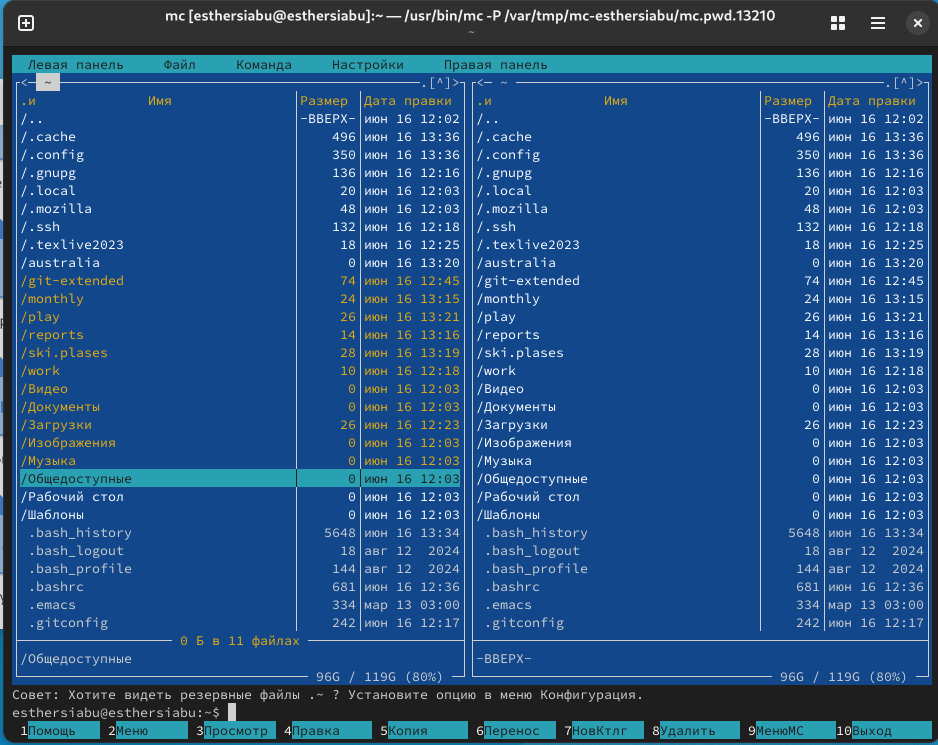 mc [esthersiabu@esthersiabu]:~ — /usr/bin/mc -P /var/tmp/mc-esthersiabu/mc.pwd.13210
~
Левая панель Файл Команда Настройки Правая панель
<— ~ .[^]> <— ~ .[^]>
.и Имя Размер Дата правки .и Имя Размер Дата правки
/.. -ВВЕРХ- июн 16 12:02 /.. -ВВЕРХ- июн 16 12:02
/.cache 496 июн 16 13:36 /.cache 496 июн 16 13:36
/.config 350 июн 16 13:36 /.config 350 июн 16 13:36
/.gnupg 136 июн 16 12:16 /.gnupg 136 июн 16 12:16
/.local 20 июн 16 12:03 /.local 20 июн 16 12:03
/.mozilla 48 июн 16 12:03 /.mozilla 48 июн 16 12:03
/.ssh 132 июн 16 12:18 /.ssh 132 июн 16 12:18
/.texlive2023 18 июн 16 12:25 /.texlive2023 18 июн 16 12:25
/australia 0 июн 16 13:20 /australia 0 июн 16 13:20
/git-extended 74 июн 16 12:45 /git-extended 74 июн 16 12:45
/monthly 24 июн 16 13:15 /monthly 24 июн 16 13:15
/play 26 июн 16 13:21 /play 26 июн 16 13:21
/reports 14 июн 16 13:16 /reports 14 июн 16 13:16
/ski.plases 28 июн 16 13:19 /ski.plases 28 июн 16 13:19
/work 10 июн 16 12:18 /work 10 июн 16 12:18
/Видео 0 июн 16 12:03 /Видео 0 июн 16 12:03
/Документы 0 июн 16 12:03 /Документы 0 июн 16 12:03
/Загрузки 26 июн 16 12:23 /Загрузки 26 июн 16 12:23
/Изображения 0 июн 16 12:03 /Изображения 0 июн 16 12:03
/Музыка 0 июн 16 12:03 /Музыка 0 июн 16 12:03
/Общедоступные 0 июн 16 12:03 /Общедоступные 0 июн 16 12:03
/Рабочий стол 0 июн 16 12:03 /Рабочий стол 0 июн 16 12:03
/Шаблоны 0 июн 16 12:03 /Шаблоны 0 июн 16 12:03
.bash_history 5648 июн 16 13:34 .bash_history 5648 июн 16 13:34
.bash_logout 18 авг 12 2024 .bash_logout 18 авг 12 2024
.bash_profile 144 авг 12 2024 .bash_profile 144 авг 12 2024
.bashrc 681 июн 16 12:36 .bashrc 681 июн 16 12:36
.emacs 334 мар 13 03:00 .emacs 334 мар 13 03:00
.gitconfig 242 июн 16 12:17 .gitconfig 242 июн 16 12:17
0 Б в 11 файлах
/Общедоступные -ВВЕРХ-
96G / 119G (80%) 96G / 119G (80%)
Совет: Хотите видеть резервные файлы .~ ? Установите опцию в меню Конфигурация.
esthersiabu@esthersiabu:~$
1Помощь 2Меню 3Просмотр 4Правка 5Копия 6Перенос 7НовКтлг 8Удалить 9МенюМС 10Выход